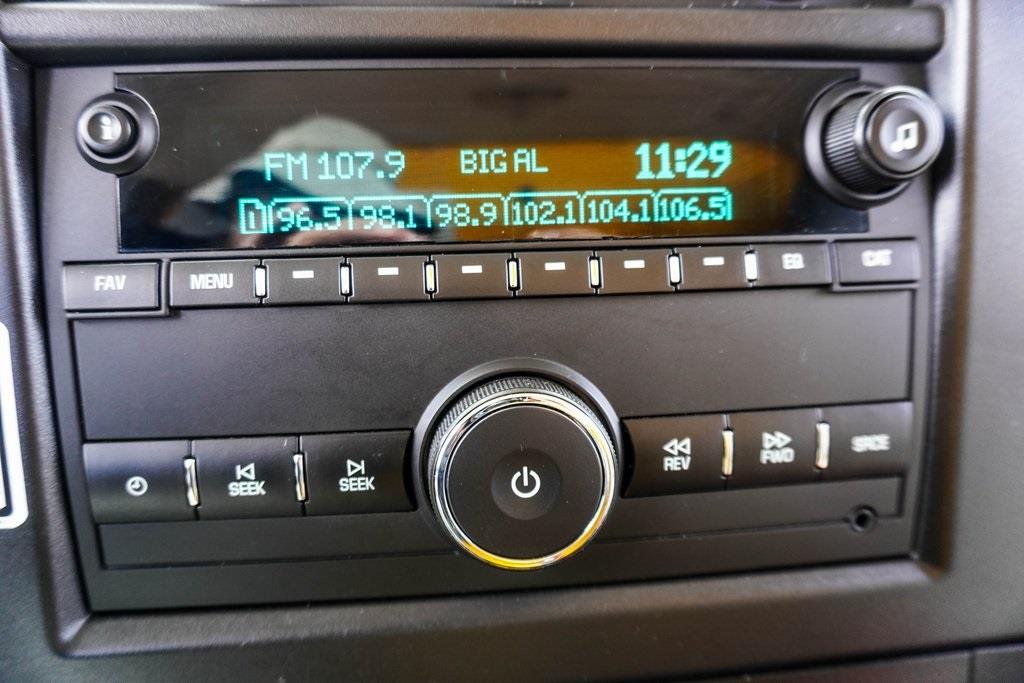 FM 107.9 BIG AL 11:29
1 96.5 98.1 98.9 102.1 104.1 106.5
FAV MENU EQ CAT
SEEK SEEK REV FWD SRCE